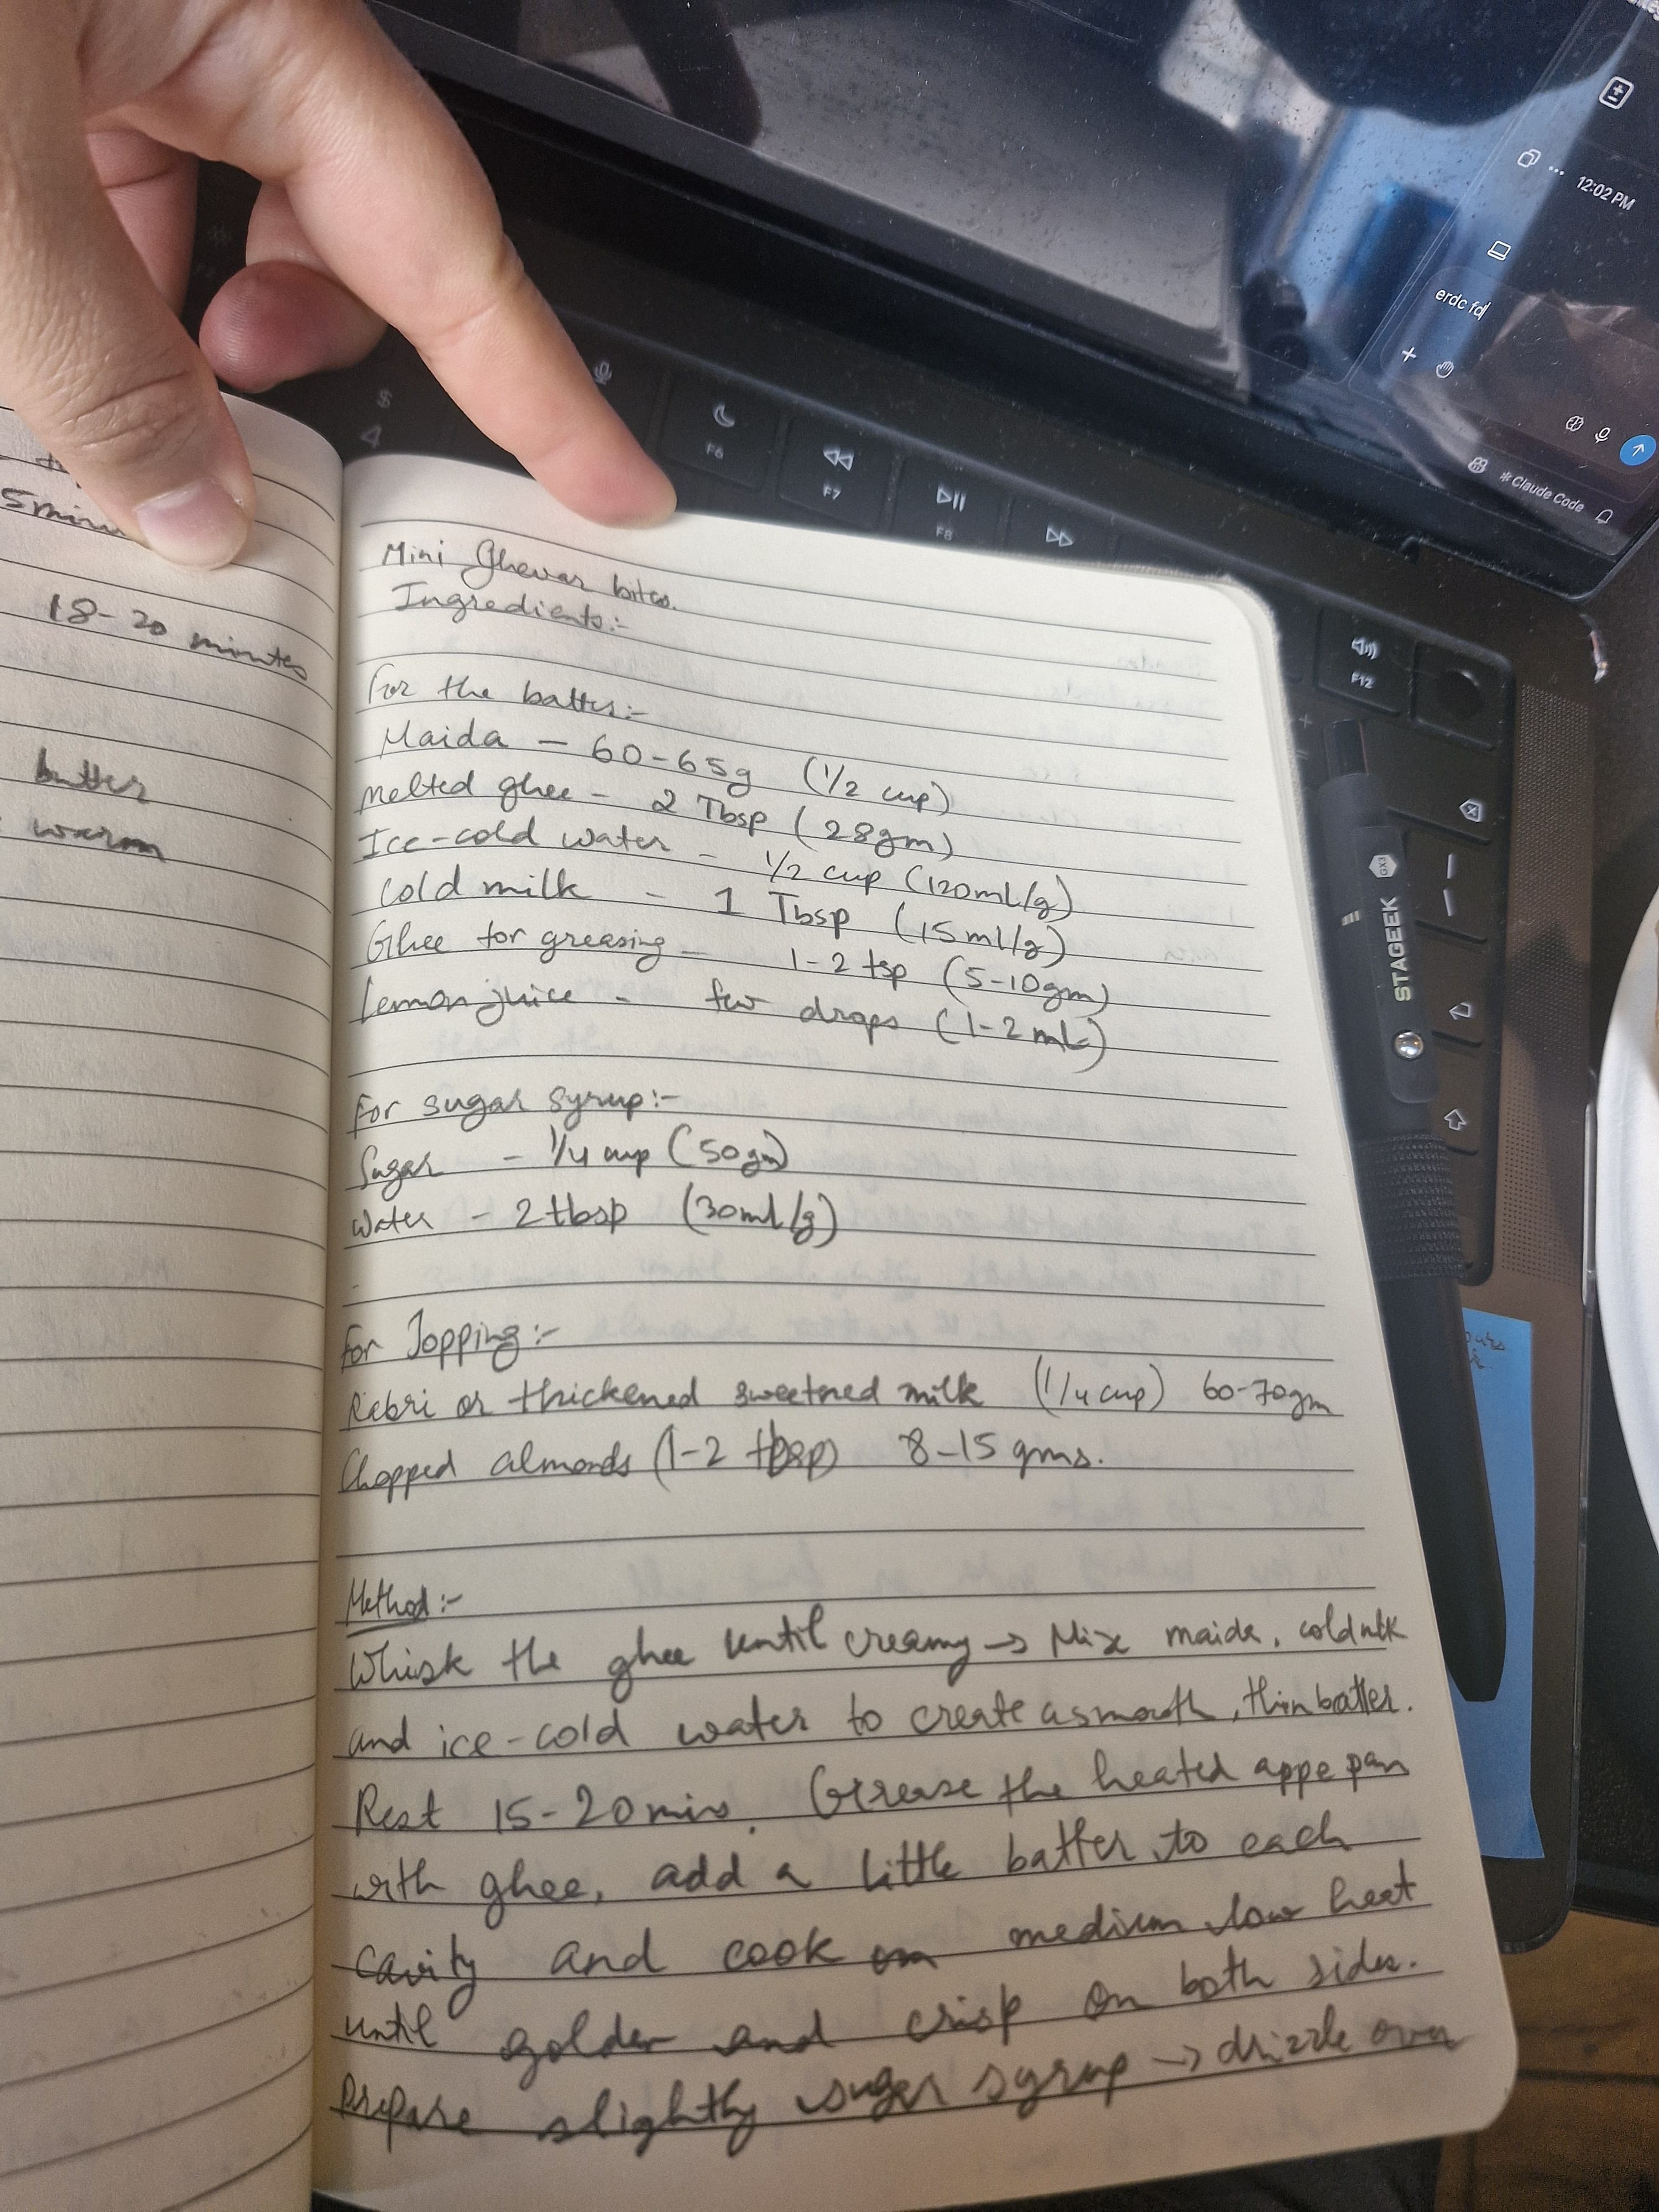 12:02 PM
erdc fd
Claude Code
F6
F7
F8
F12
STAGEEK
GX3
5minu
18-20 minutes
butter
warm
Mini Ghevar bites.
Ingredients:-
For the batter:-
Maida - 60-65g (1/2 cup)
Melted ghee - 2 Tbsp (28gm)
Ice-cold water - 1/2 cup (120ml/g)
Cold milk - 1 Tbsp (15ml/g)
Ghee for greasing - 1-2 tsp (5-10gm)
Lemon juice - few drops (1-2 mL)
For sugar syrup:-
Sugar - 1/4 cup (50gm)
Water - 2 tbsp (30ml/g)
For Topping:-
Rabri or thickened sweetened milk (1/4 cup) 60-70gm
Chopped almonds (1-2 tbsp) 8-15 gms.
Method:-
Whisk the ghee until creamy → Mix maida, cold milk
and ice-cold water to create a smooth, thin batter.
Rest 15-20 mins. Grease the heated appe pan
with ghee, add a little batter to each
cavity and cook on medium low heat
until golden and crisp on both sides.
Prepare slightly sugar syrup → drizzle over